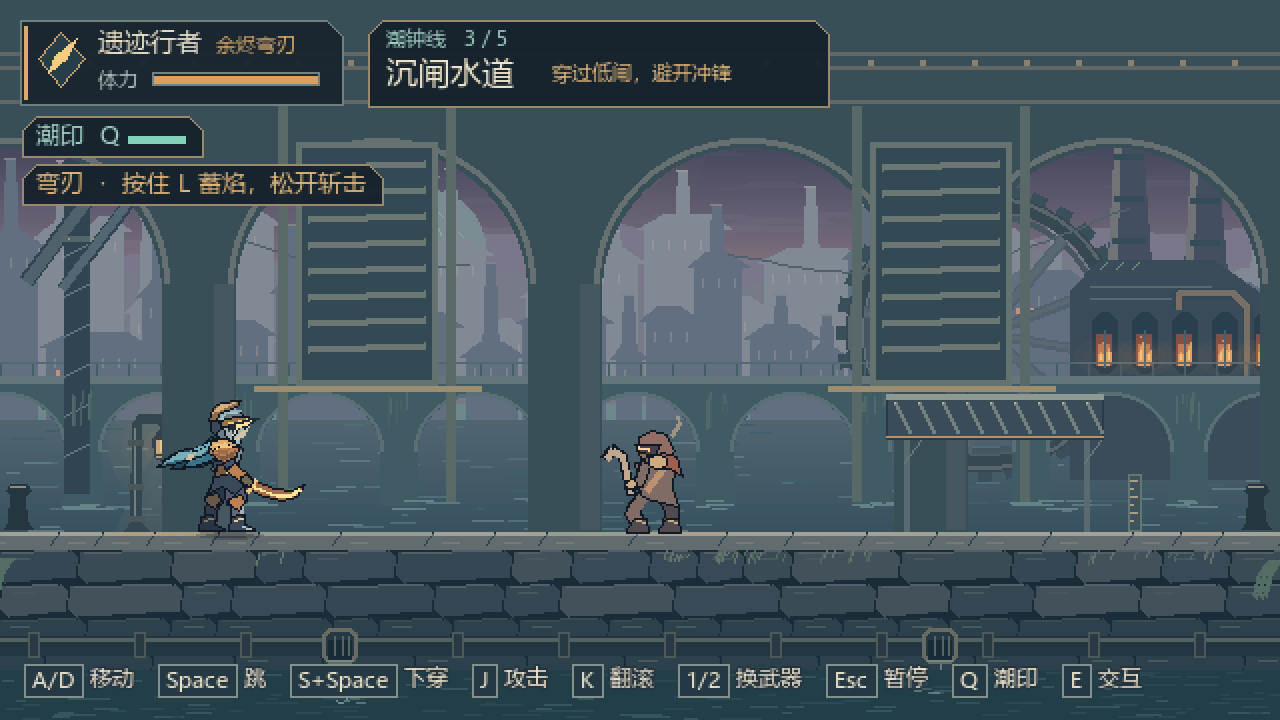 遗迹行者 余烬弯刃
体力
潮钟线 3 / 5
沉闸水道 穿过低闸，避开冲锋
潮印 Q
弯刃 · 按住 L 蓄焰，松开斩击
A/D 移动 Space 跳 S+Space 下穿 J 攻击 K 翻滚 1/2 换武器 Esc 暂停 Q 潮印 E 交互